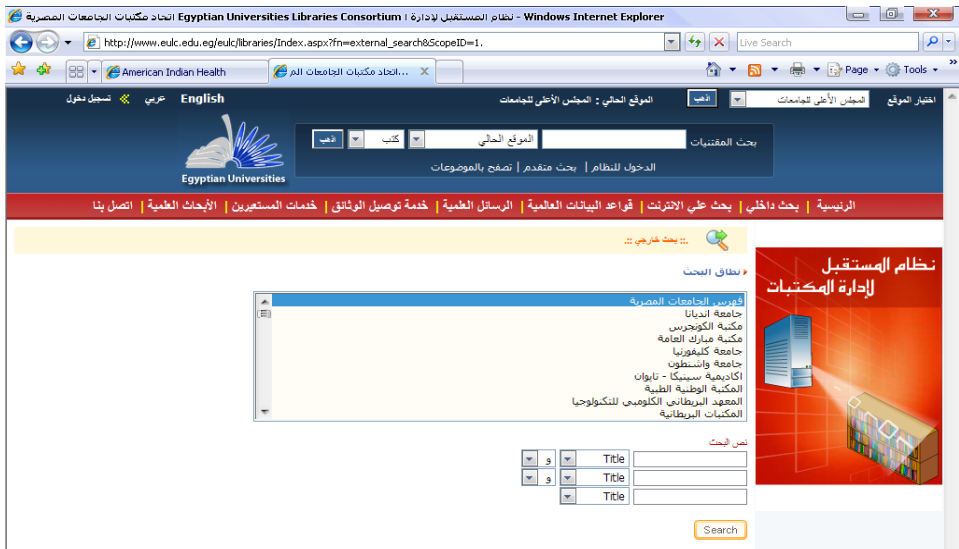 اتحاد مكتبات الجامعات المصرية Egyptian Universities Libraries Consortium نظام المستقبل لإدارة ا - Windows Internet Explorer
http://www.eulc.edu.eg/eulc/libraries/Index.aspx?fn=external_search&ScopeID=1.
Live Search
American Indian Health
اتحاد مكتبات الجامعات الم...
Page
Tools
اختيار الموقع
المجلس الأعلى للجامعات
اذهب
الموقع الحالي : المجلس الأعلى للجامعات
English
عربي
تسجيل دخول
بحث المقتنيات
الموقع الحالي
كتب
اذهب
الدخول للنظام | بحث متقدم | تصفح بالموضوعات
Egyptian Universities
الرئيسية | بحث داخلي | بحث علي الانترنت | قواعد البيانات العالمية | الرسائل العلمية | خدمة توصيل الوثائق | خدمات المستعيرين | الأبحاث العلمية | اتصل بنا
.:: بحث خارجي ::.
نظام المستقبل
لإدارة المكتبات
نطاق البحث
فهرس الجامعات المصرية
جامعة انديانا
مكتبة الكونجرس
مكتبة مبارك العامة
جامعة كليفورنيا
جامعة واشنطون
اكاديمية سينيكا - تايوان
المكتبة الوطنية الطبية
المعهد البريطاني الكلومبي للتكنولوجيا
المكتبات البريطانية
نص البحث
Title و
Title و
Title
Search